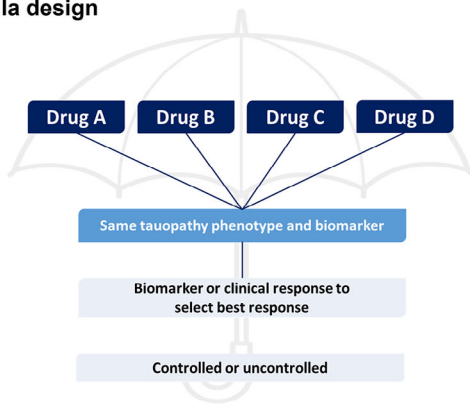 la design
Drug A Drug B Drug C Drug D
Same tauopathy phenotype and biomarker
Biomarker or clinical response to
select best response
Controlled or uncontrolled